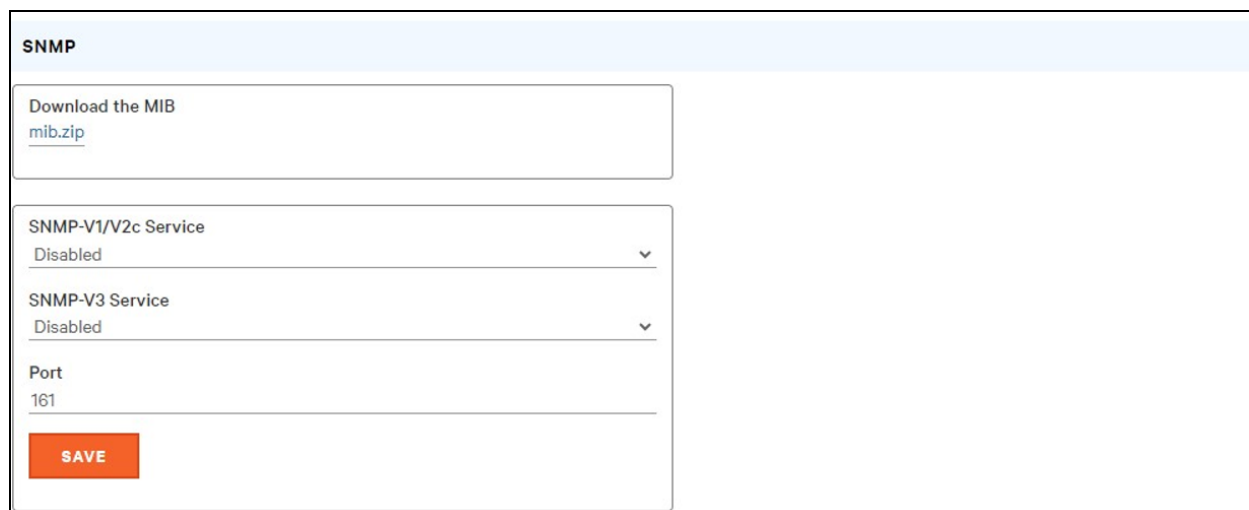 SNMP
Download the MIB
mib.zip
SNMP-V1/V2c Service
Disabled
SNMP-V3 Service
Disabled
Port
161
SAVE